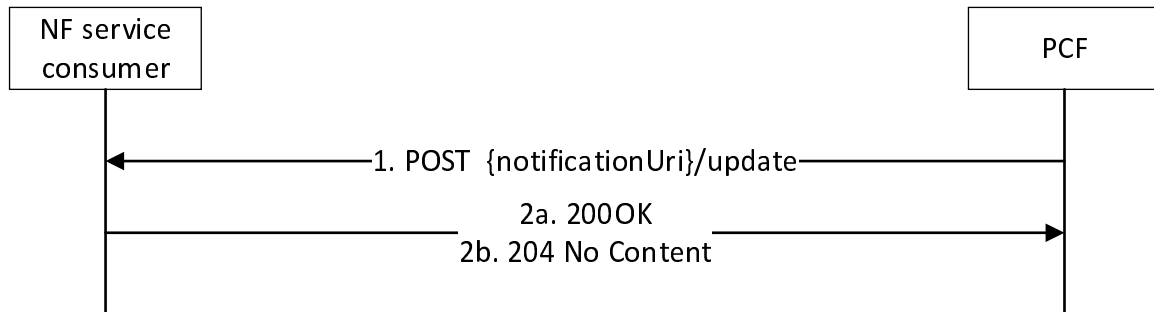 NF service
consumer
PCF
1. POST {notificationUri}/update
2a. 200OK
2b. 204 No Content